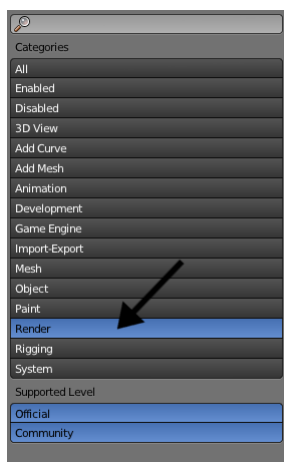 Categories
All
Enabled
Disabled
3D View
Add Curve
Add Mesh
Animation
Development
Game Engine
Import-Export
Mesh
Object
Paint
Render
Rigging
System
Supported Level
Official
Community